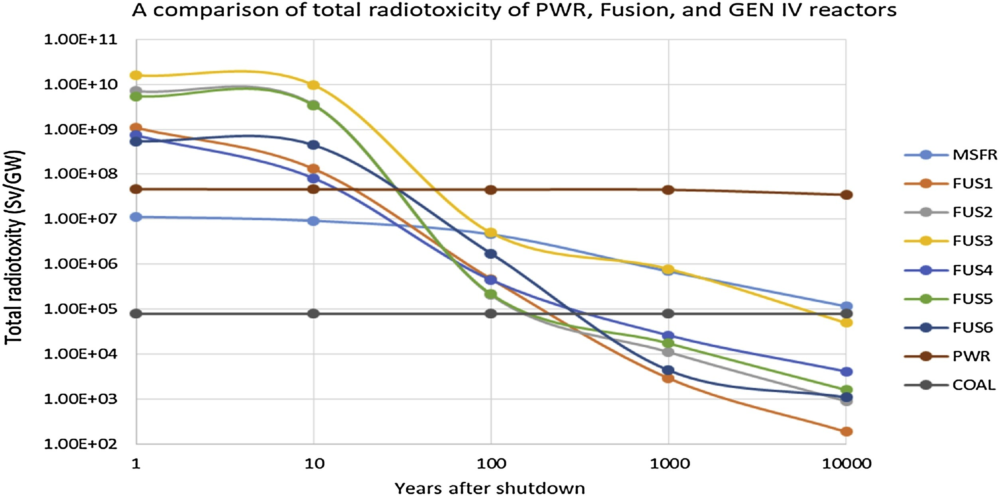 A comparison of total radiotoxicity of PWR, Fusion, and GEN IV reactors
Total radiotoxicity (Sv/GW)
1.00E+11
1.00E+10
1.00E+09
1.00E+08
1.00E+07
1.00E+06
1.00E+05
1.00E+04
1.00E+03
1.00E+02
1 10 100 1000 10000
Years after shutdown
MSFR
FUS1
FUS2
FUS3
FUS4
FUS5
FUS6
PWR
COAL